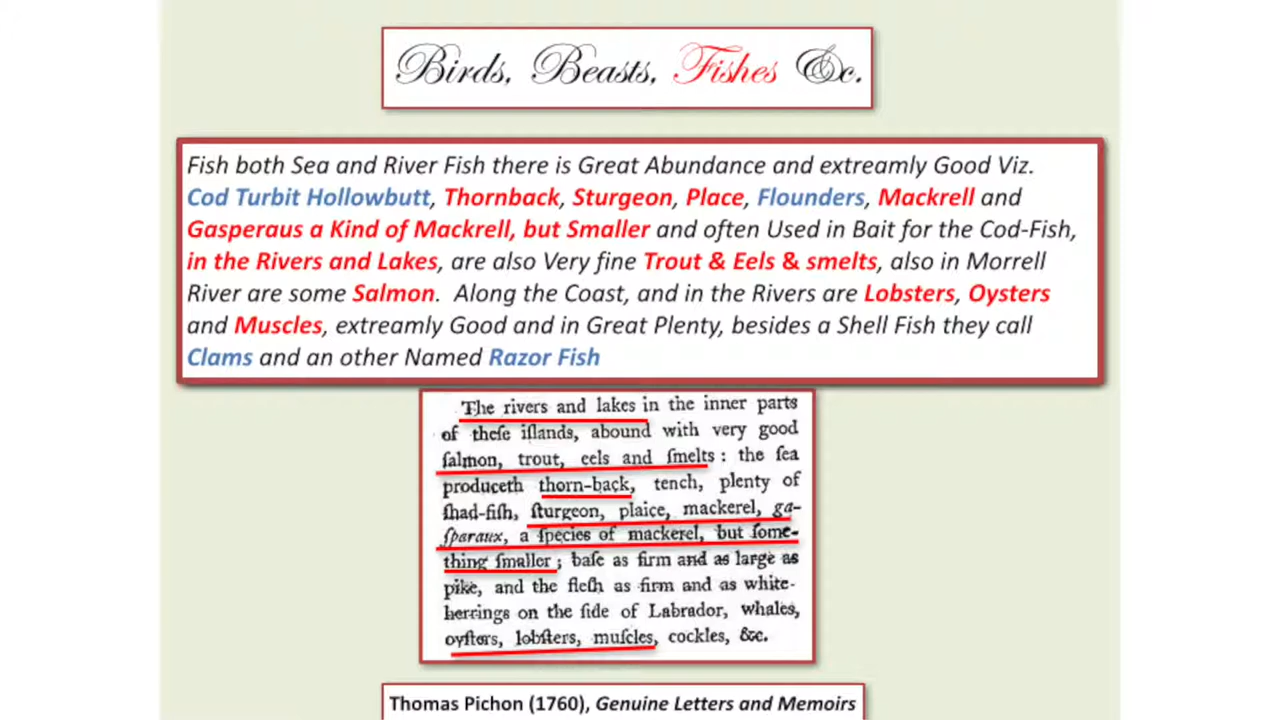 Birds, Beasts, Fishes &c.
Fish both Sea and River Fish there is Great Abundance and extreamly Good Viz.
Cod Turbit Hollowbutt, Thornback, Sturgeon, Place, Flounders, Mackrell and
Gasperaus a Kind of Mackrell, but Smaller and often Used in Bait for the Cod-Fish,
in the Rivers and Lakes, are also Very fine Trout & Eels & smelts, also in Morrell
River are some Salmon. Along the Coast, and in the Rivers are Lobsters, Oysters
and Muscles, extreamly Good and in Great Plenty, besides a Shell Fish they call
Clams and an other Named Razor Fish
The rivers and lakes in the inner parts
of theſe iſlands, abound with very good
ſalmon, trout, eels and ſmelts : the ſea
produceth thorn-back, tench, plenty of
ſhad-fiſh, ſturgeon, plaice, mackerel, ga-
ſparaux, a ſpecies of mackerel, but ſome-
thing ſmaller ; baſe as firm and as large as
pike, and the fleſh as firm and as white-
herrings on the ſide of Labrador, whales,
oyſters, lobſters, muſcles, cockles, &c.
Thomas Pichon (1760), Genuine Letters and Memoirs